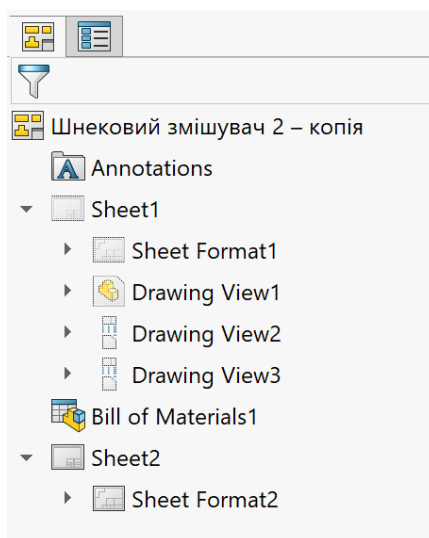 Шнековий змішувач 2 – копія
Annotations
Sheet1
Sheet Format1
Drawing View1
Drawing View2
Drawing View3
Bill of Materials1
Sheet2
Sheet Format2